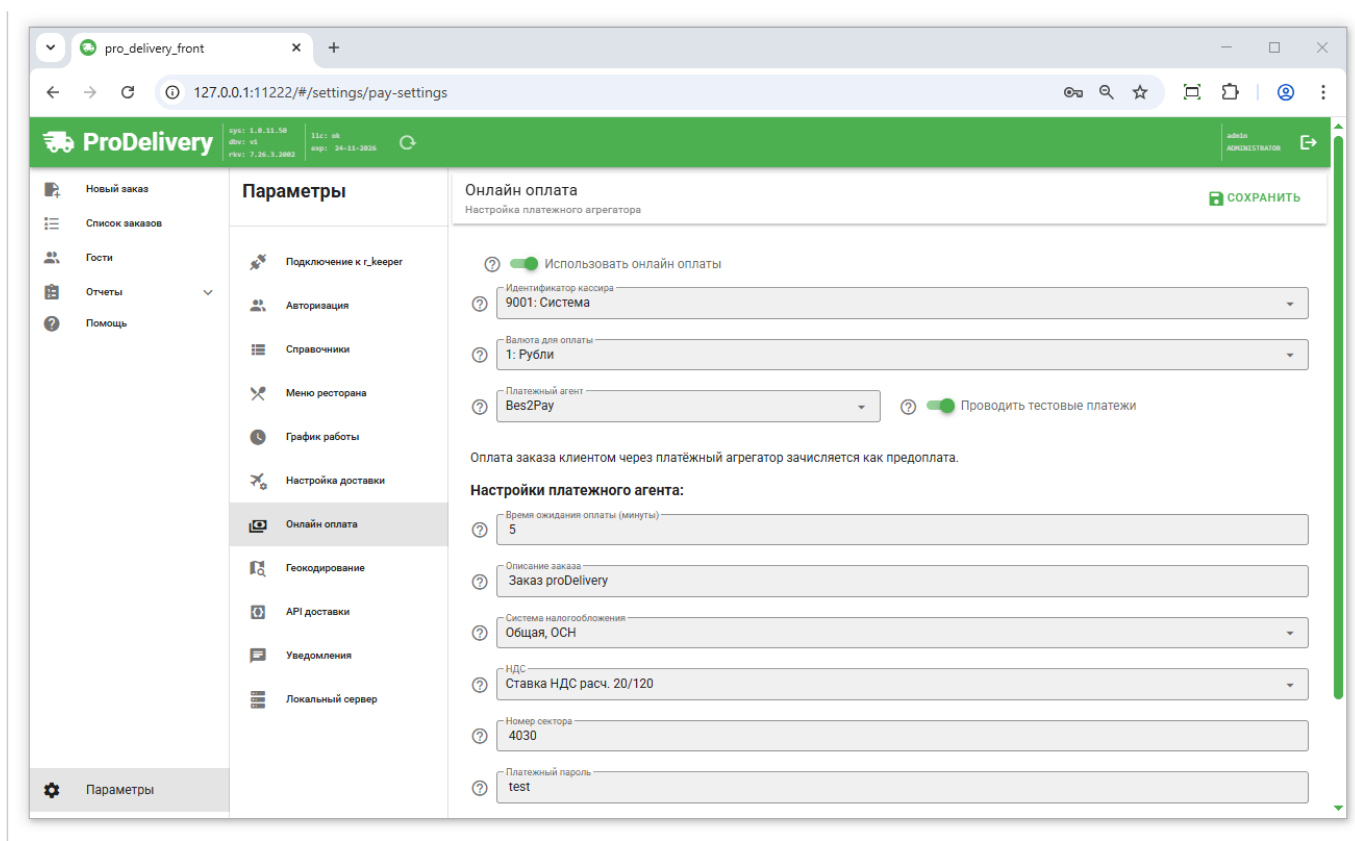 pro_delivery_front
127.0.0.1:11222/#/settings/pay-settings
ProDelivery
sys: 1.0.11.50
dbv: v1
rkv: 7.26.3.2002
lic: ok
exp: 24-11-2026
admin
ADMINISTRATOR
Новый заказ
Список заказов
Гости
Отчеты
Помощь
Параметры
Параметры
Подключение к r_keeper
Авторизация
Справочники
Меню ресторана
График работы
Настройка доставки
Онлайн оплата
Геокодирование
API доставки
Уведомления
Локальный сервер
Онлайн оплата
Настройка платежного агрегатора
СОХРАНИТЬ
Использовать онлайн оплаты
Идентификатор кассира
9001: Система
Валюта для оплаты
1: Рубли
Платежный агент
Bes2Pay
Проводить тестовые платежи
Оплата заказа клиентом через платёжный агрегатор зачисляется как предоплата.
Настройки платежного агента:
Время ожидания оплаты (минуты)
5
Описание заказа
Заказ proDelivery
Система налогообложения
Общая, ОСН
НДС
Ставка НДС расч. 20/120
Номер сектора
4030
Платежный пароль
test